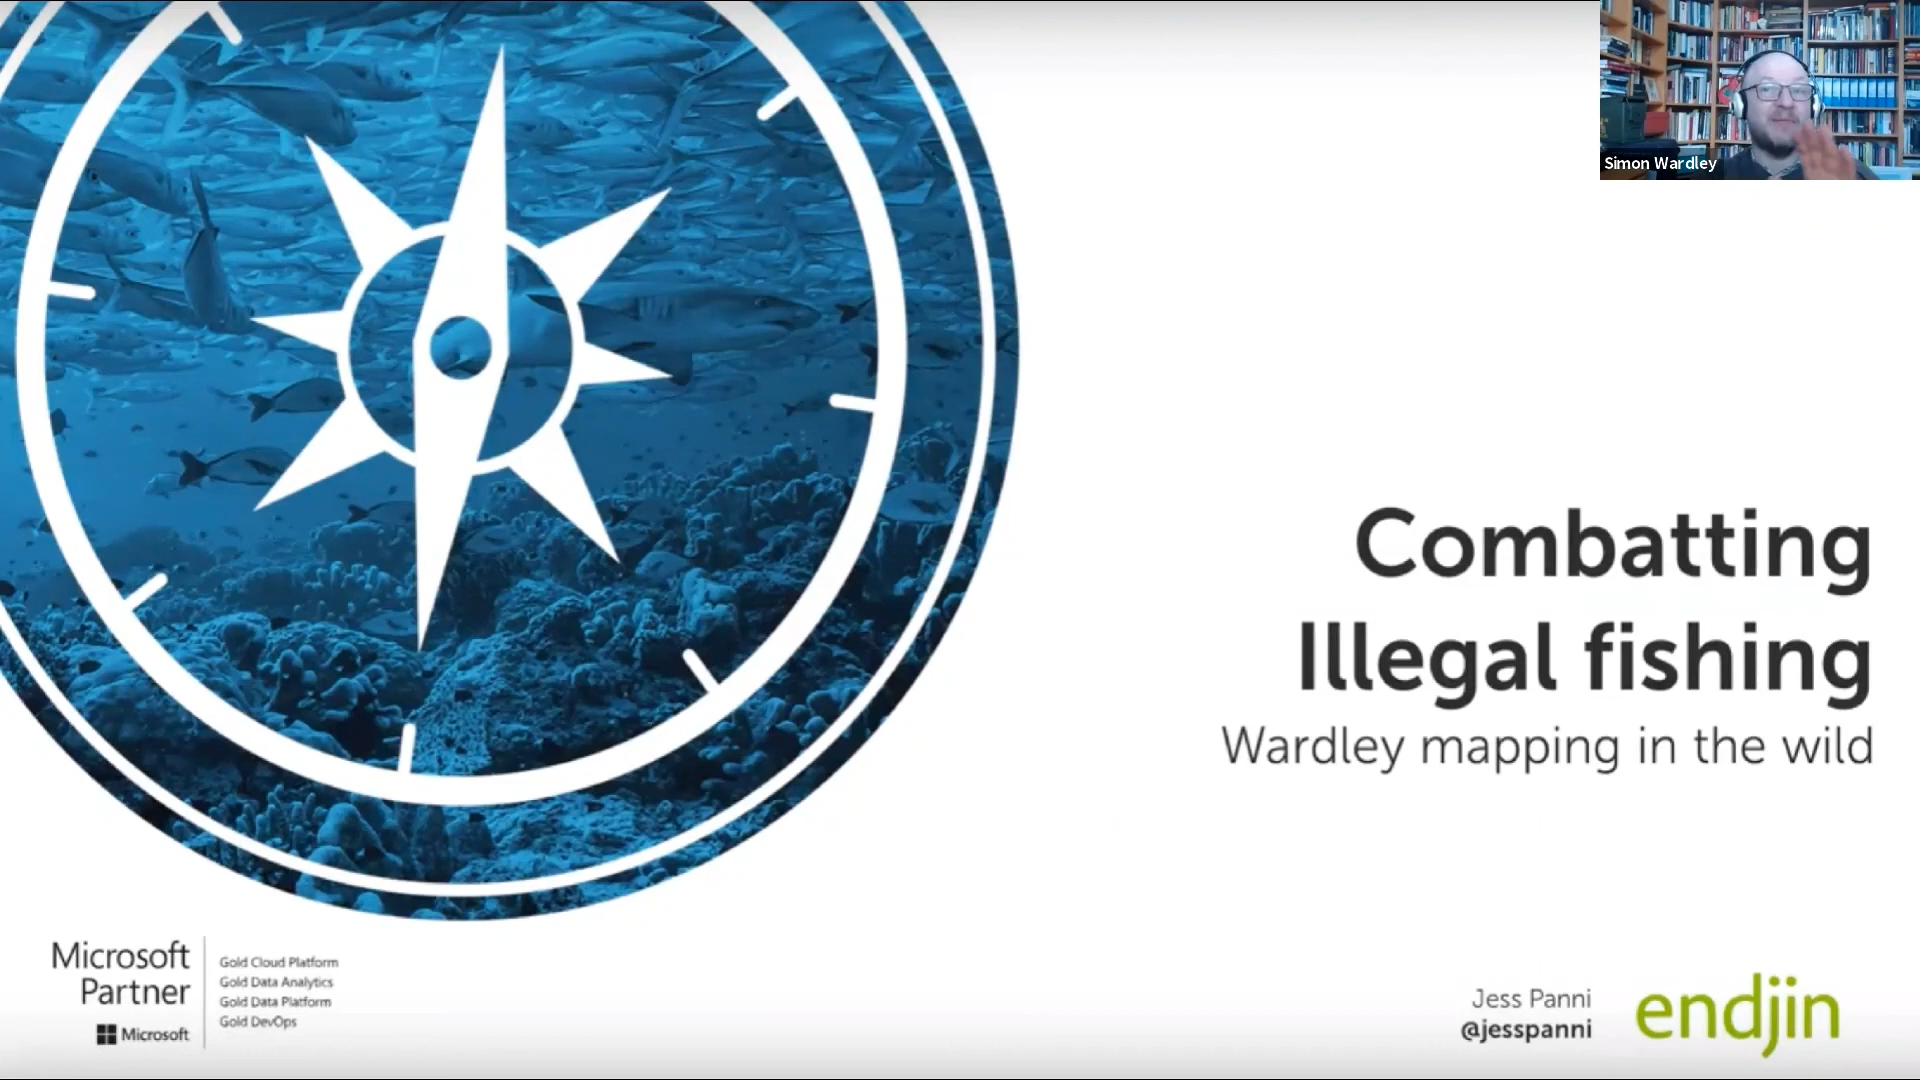 Simon Wardley
Combatting
Illegal fishing
Wardley mapping in the wild
Microsoft
Partner
Microsoft
Gold Cloud Platform
Gold Data Analytics
Gold Data Platform
Gold DevOps
Jess Panni
@jesspanni
endjin